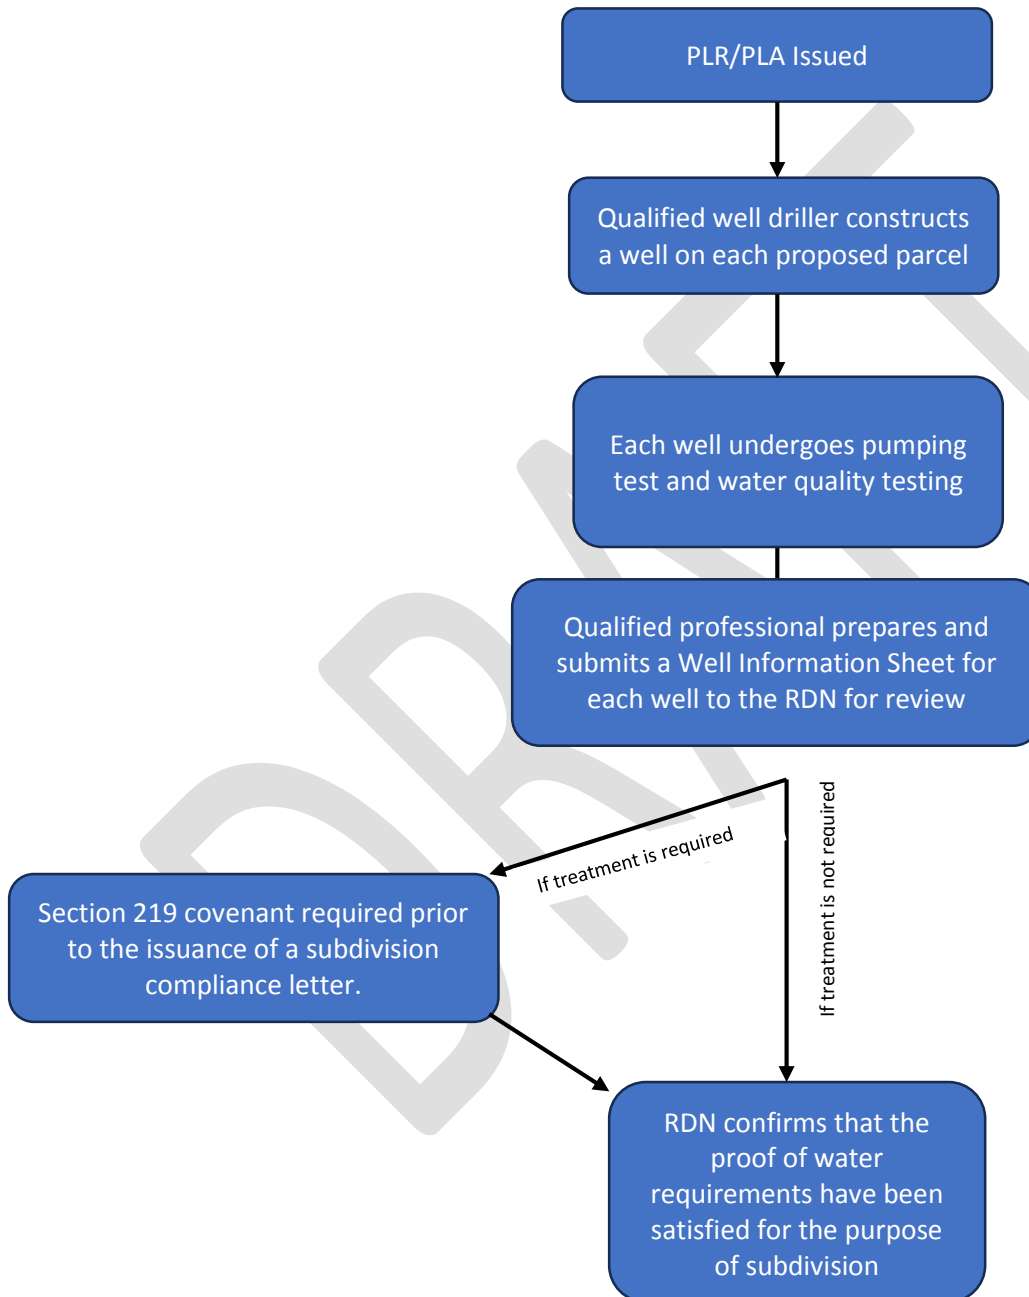 PLR/PLA Issued
Qualified well driller constructs
a well on each proposed parcel
Each well undergoes pumping
test and water quality testing
Qualified professional prepares and
submits a Well Information Sheet for
each well to the RDN for review
If treatment is required
If treatment is not required
Section 219 covenant required prior
to the issuance of a subdivision
compliance letter.
RDN confirms that the
proof of water
requirements have been
satisfied for the purpose
of subdivision
DRAFT